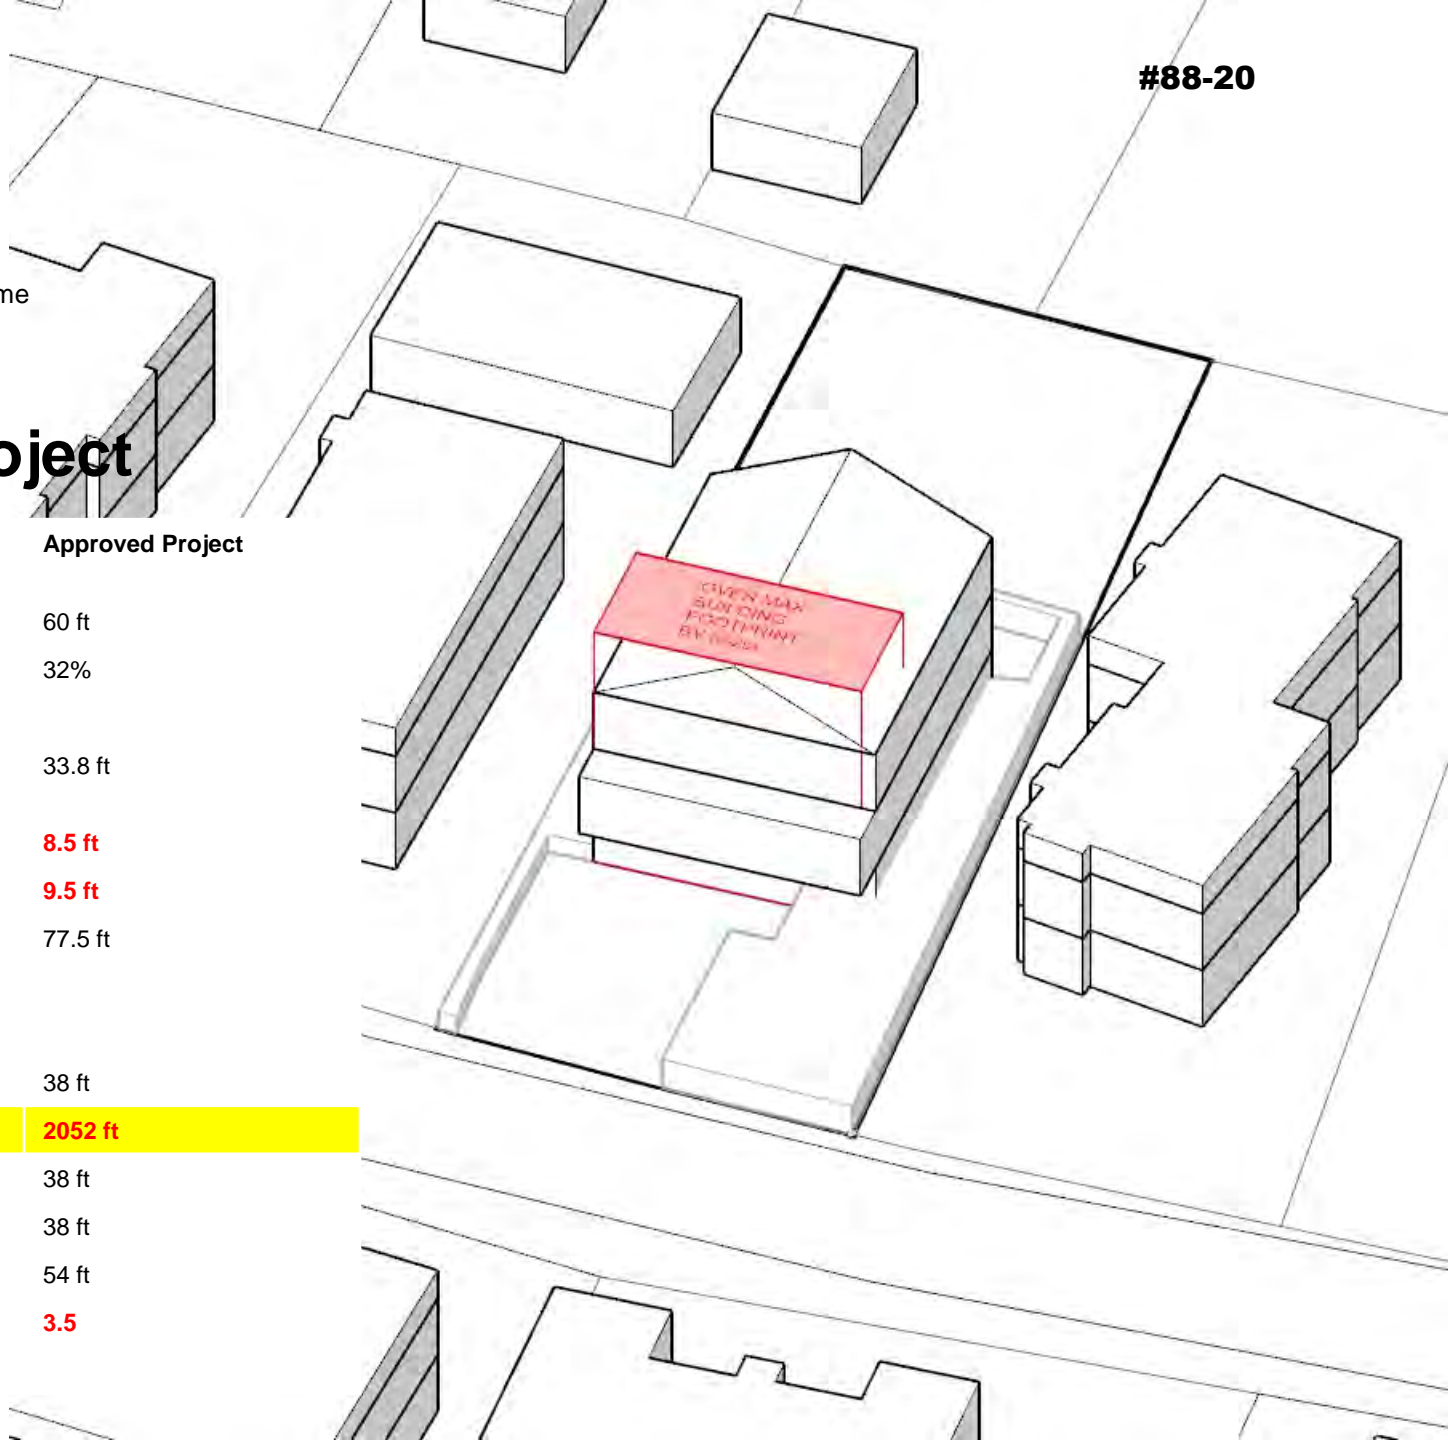 #88-20
me
oject
Approved Project
60 ft
32%
33.8 ft
8.5 ft
9.5 ft
77.5 ft
38 ft
2052 ft
38 ft
38 ft
54 ft
3.5
OVER MAX
BUILDING
FOOTPRINT
BY